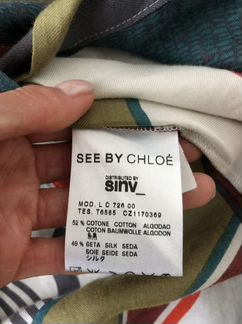 SEE BY CHLOÉ
DISTRIBUTED BY
sinv_
MOD. L C 726 00
TES. T6585 CZ1170369
52 % COTONE COTTON ALGODAO
COTON BAUMWOLLE ALGODON
48 % SETA SILK SEDA
SOIE SEIDE SEDA
シルク